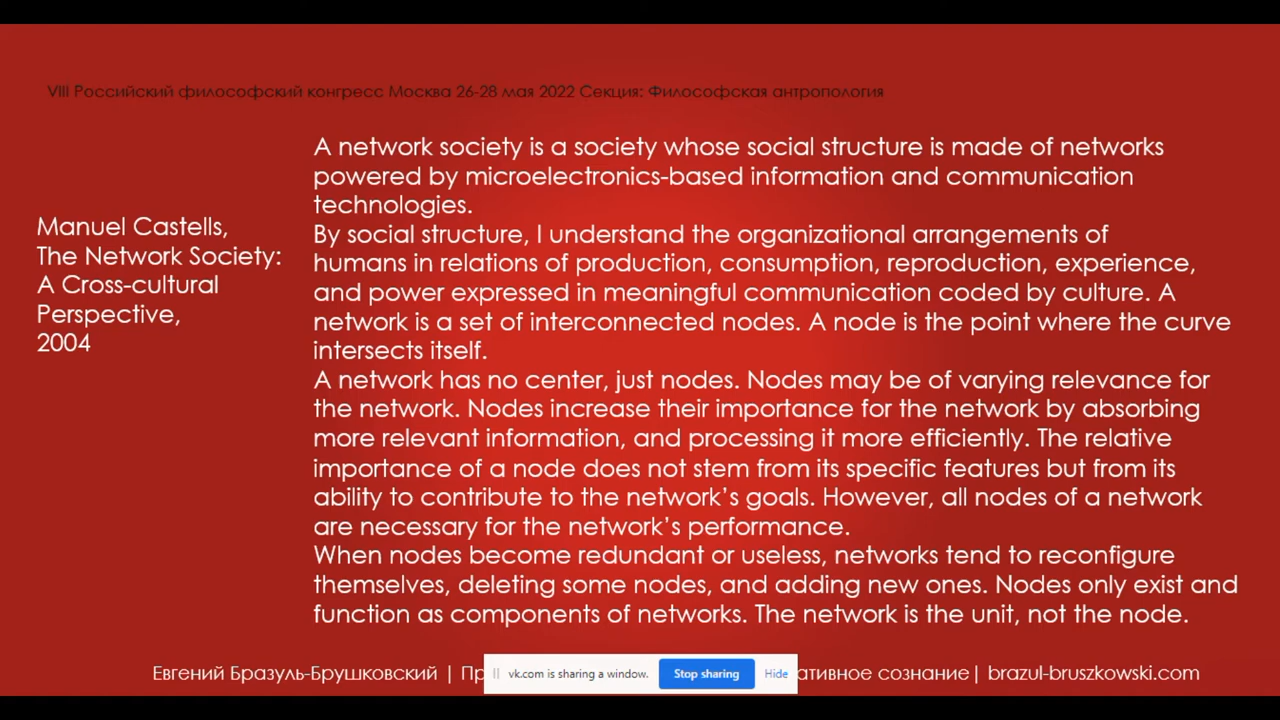 VIII Российский философский конгресс Москва 26-28 мая 2022 Секция: Философская антропология
Manuel Castells,
The Network Society:
A Cross-cultural
Perspective,
2004
A network society is a society whose social structure is made of networks
powered by microelectronics-based information and communication
technologies.
By social structure, I understand the organizational arrangements of
humans in relations of production, consumption, reproduction, experience,
and power expressed in meaningful communication coded by culture. A
network is a set of interconnected nodes. A node is the point where the curve
intersects itself.
A network has no center, just nodes. Nodes may be of varying relevance for
the network. Nodes increase their importance for the network by absorbing
more relevant information, and processing it more efficiently. The relative
importance of a node does not stem from its specific features but from its
ability to contribute to the network’s goals. However, all nodes of a network
are necessary for the network’s performance.
When nodes become redundant or useless, networks tend to reconfigure
themselves, deleting some nodes, and adding new ones. Nodes only exist and
function as components of networks. The network is the unit, not the node.
Евгений Бразуль-Брушковский | сознание | brazul-bruszkowski.com
vk.com is sharing a window. Stop sharing Hide